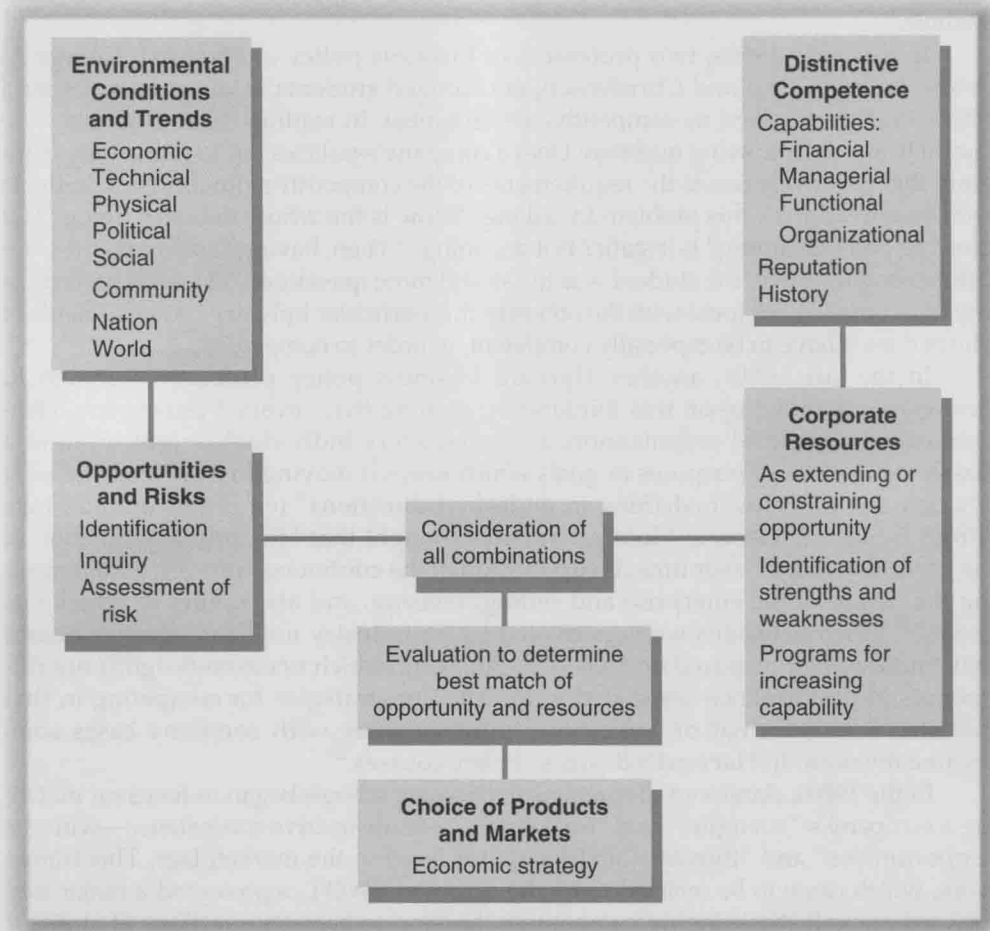 Environmental
Conditions
and Trends
Economic
Technical
Physical
Political
Social
Community
Nation
World
Distinctive
Competence
Capabilities:
Financial
Managerial
Functional
Organizational
Reputation
History
Opportunities
and Risks
Identification
Inquiry
Assessment of
risk
Consideration of
all combinations
Corporate
Resources
As extending or
constraining
opportunity
Identification of
strengths and
weaknesses
Programs for
increasing
capability
Evaluation to determine
best match of
opportunity and resources
Choice of Products
and Markets
Economic strategy